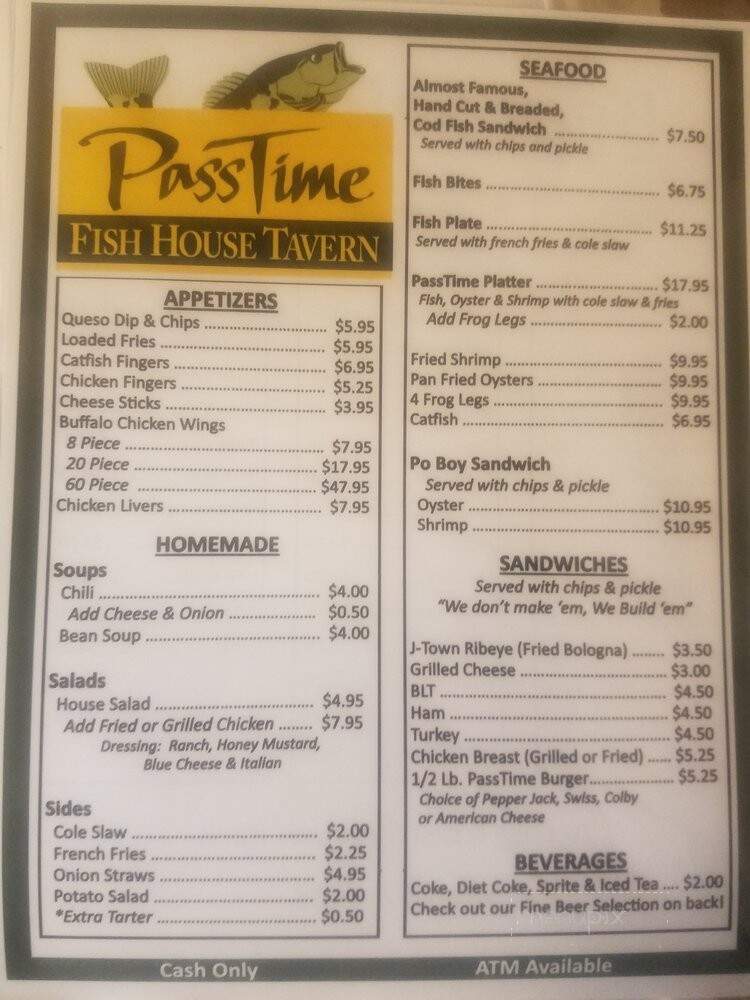 PassTime
FISH HOUSE TAVERN
APPETIZERS
Queso Dip & Chips ........ $5.95
Loaded Fries ........ $5.95
Catfish Fingers ........ $6.95
Chicken Fingers ........ $5.25
Cheese Sticks ........ $3.95
Buffalo Chicken Wings
8 Piece ........ $7.95
20 Piece ........ $17.95
60 Piece ........ $47.95
Chicken Livers ........ $7.95
HOMEMADE
Soups
Chili ........ $4.00
Add Cheese & Onion ........ $0.50
Bean Soup ........ $4.00
Salads
House Salad ........ $4.95
Add Fried or Grilled Chicken ........ $7.95
Dressing: Ranch, Honey Mustard,
Blue Cheese & Italian
Sides
Cole Slaw ........ $2.00
French Fries ........ $2.25
Onion Straws ........ $4.95
Potato Salad ........ $2.00
*Extra Tarter ........ $0.50
SEAFOOD
Almost Famous,
Hand Cut & Breaded,
Cod Fish Sandwich ........ $7.50
Served with chips and pickle
Fish Bites ........ $6.75
Fish Plate ........ $11.25
Served with french fries & cole slaw
PassTime Platter ........ $17.95
Fish, Oyster & Shrimp with cole slaw & fries
Add Frog Legs ........ $2.00
Fried Shrimp ........ $9.95
Pan Fried Oysters ........ $9.95
4 Frog Legs ........ $9.95
Catfish ........ $6.95
Po Boy Sandwich
Served with chips & pickle
Oyster ........ $10.95
Shrimp ........ $10.95
SANDWICHES
Served with chips & pickle
"We don't make 'em, We Build 'em"
J-Town Ribeye (Fried Bologna) ........ $3.50
Grilled Cheese ........ $3.00
BLT ........ $4.50
Ham ........ $4.50
Turkey ........ $4.50
Chicken Breast (Grilled or Fried) ...... $5.25
1/2 Lb. PassTime Burger........ $5.25
Choice of Pepper Jack, Swiss, Colby
or American Cheese
BEVERAGES
Coke, Diet Coke, Sprite & Iced Tea .... $2.00
Check out our Fine Beer Selection on back!
Cash Only
ATM Available